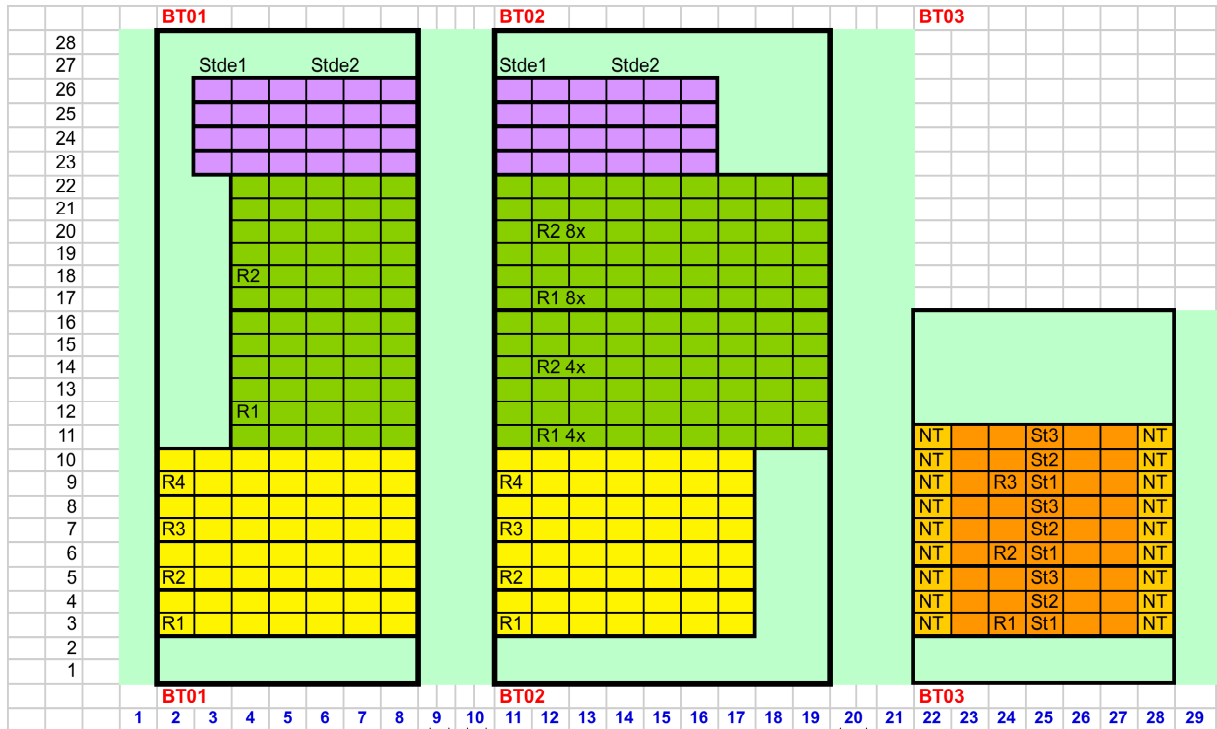 BT01 BT02 BT03
28
27 Stde1 Stde2 Stde1 Stde2
26
25
24
23
22
21
20 R2 8x
19
18 R2
17 R1 8x
16
15
14 R2 4x
13
12 R1
11 R1 4x NT St3 NT
10 NT St2 NT
9 R4 R4 NT R3 St1 NT
8 NT St3 NT
7 R3 R3 NT St2 NT
6 NT R2 St1 NT
5 R2 R2 NT St3 NT
4 NT St2 NT
3 R1 R1 NT R1 St1 NT
2
1
BT01 BT02 BT03
1 2 3 4 5 6 7 8 9 10 11 12 13 14 15 16 17 18 19 20 21 22 23 24 25 26 27 28 29